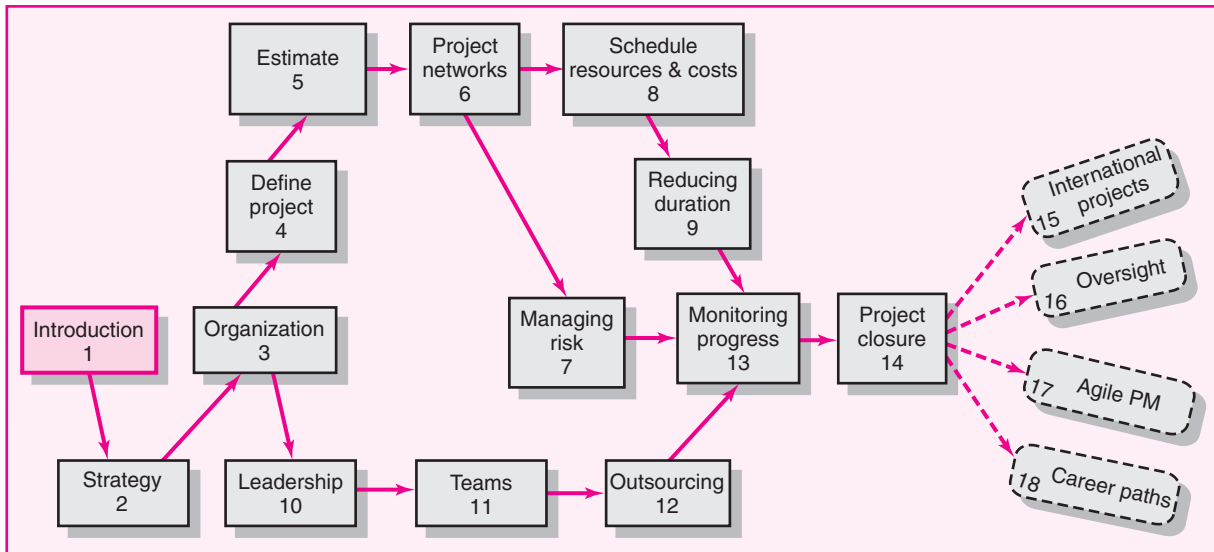 Estimate
5
Project
networks
6
Schedule
resources & costs
8
Define
project
4
Reducing
duration
9
International
projects
15
Oversight
16
Introduction
1
Organization
3
Managing
risk
7
Monitoring
progress
13
Project
closure
14
Agile PM
17
Strategy
2
Leadership
10
Teams
11
Outsourcing
12
Career paths
18